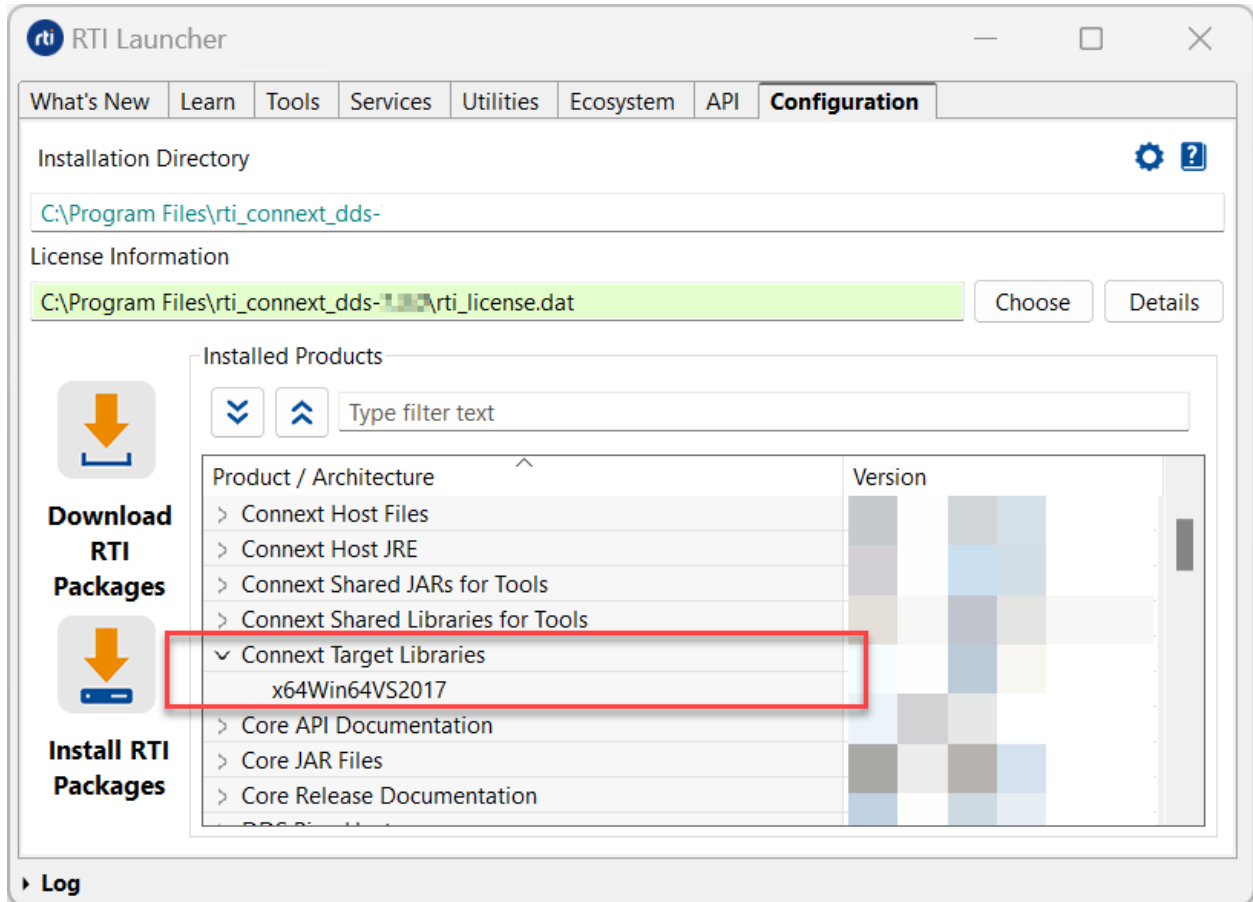 rti RTI Launcher
What's New Learn Tools Services Utilities Ecosystem API Configuration
Installation Directory
C:\Program Files\rti_connext_dds-
License Information
C:\Program Files\rti_connext_dds- \rti_license.dat Choose Details
Installed Products
Type filter text
Product / Architecture Version
Connext Host Files
Download
RTI
Packages
Connext Host JRE
Connext Shared JARs for Tools
Connext Shared Libraries for Tools
Connext Target Libraries
x64Win64VS2017
Core API Documentation
Install RTI
Packages
Core JAR Files
Core Release Documentation
Log